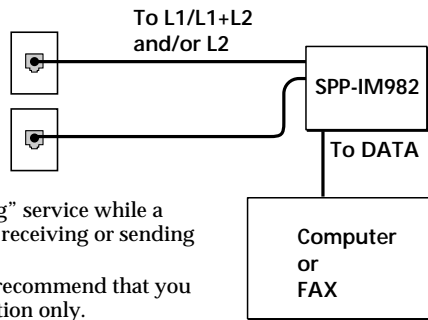 To L1/L1+L2
and/or L2
SPP-IM982
To DATA
g” service while a
receiving or sending
recommend that you
tion only.
Computer
or
FAX